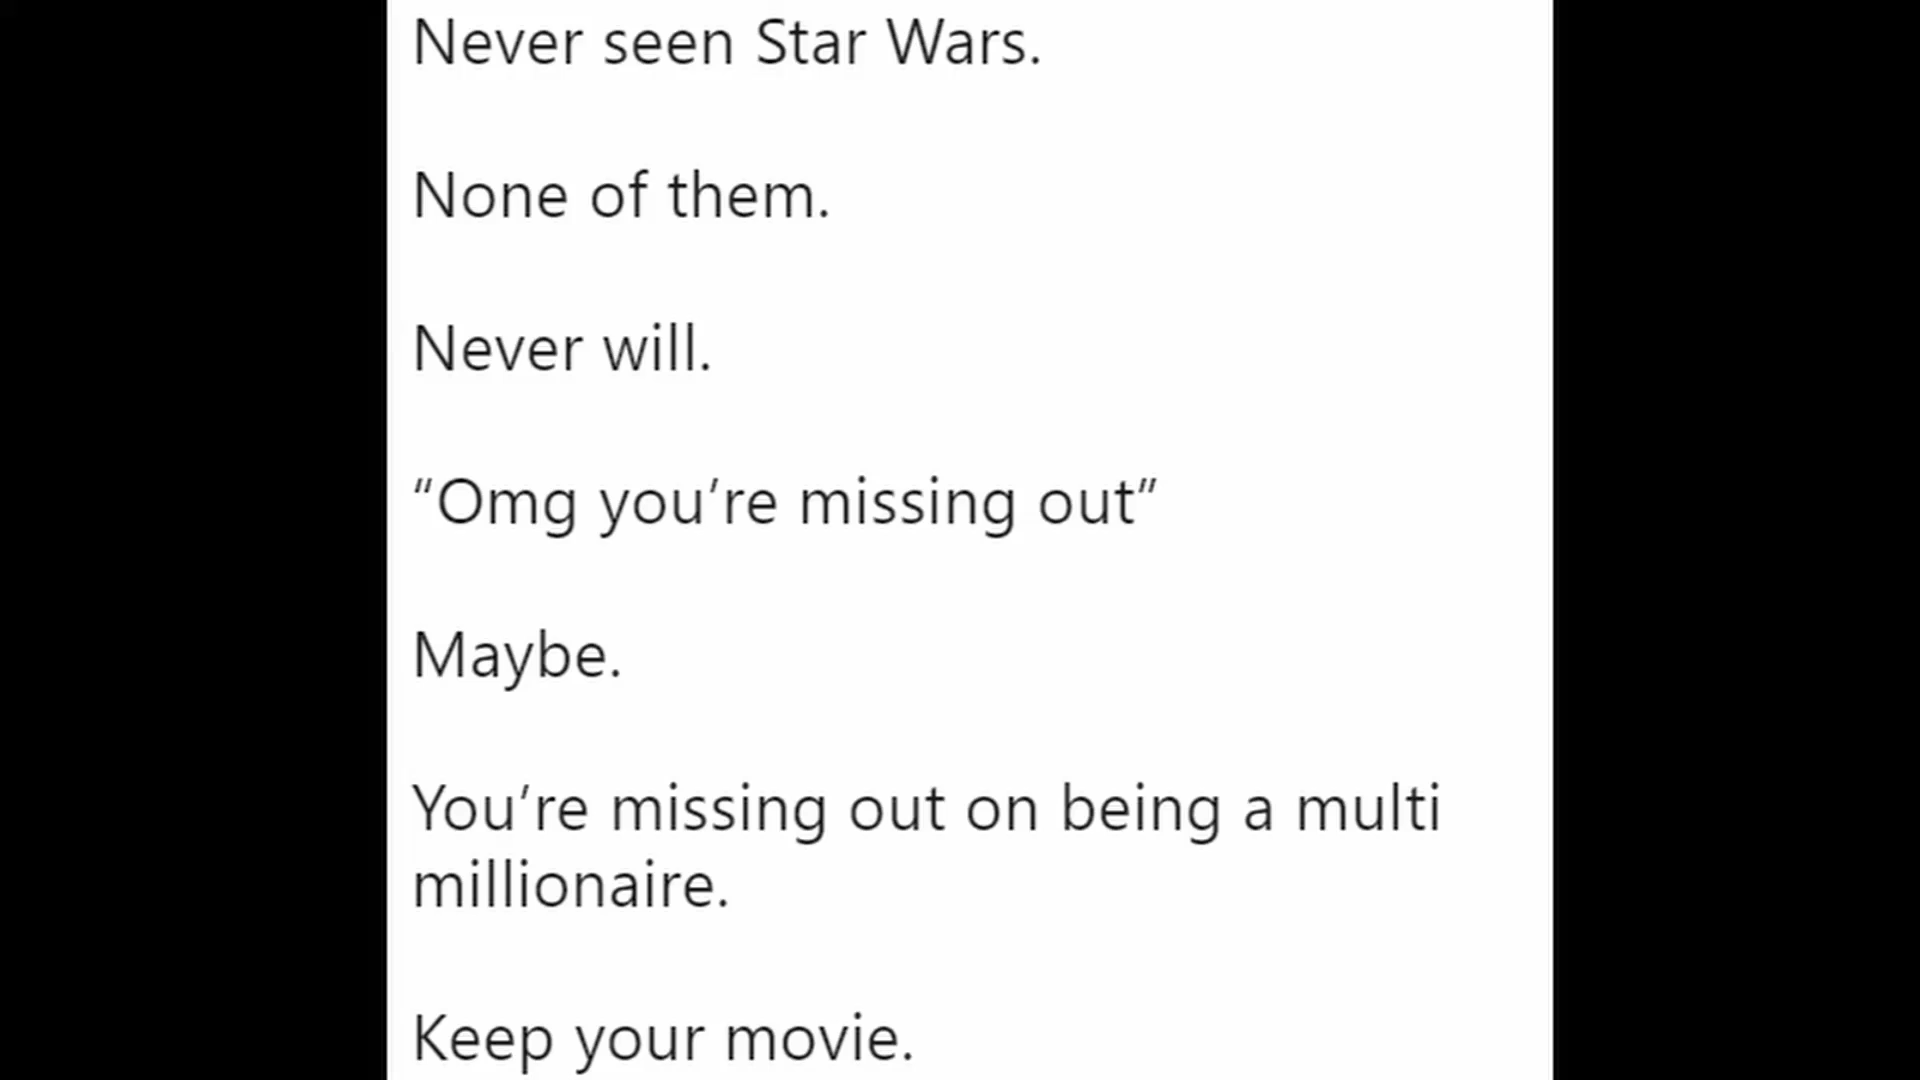 Never seen Star Wars.
None of them.
Never will.
“Omg you’re missing out”
Maybe.
You’re missing out on being a multi
millionaire.
Keep your movie.